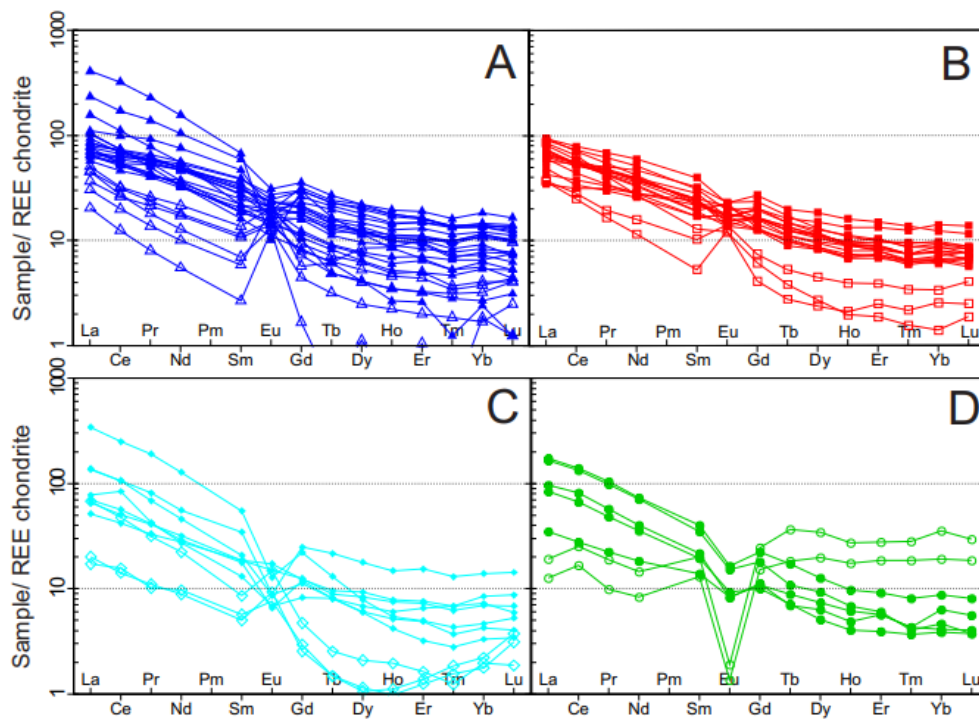 Sample/ REE chondrite
1000
100
10
1
A
La Pr Pm Eu Tb Ho Tm Lu
Ce Nd Sm Gd Dy Er Yb
B
La Pr Pm Eu Tb Ho Tm Lu
Ce Nd Sm Gd Dy Er Yb
Sample/ REE chondrite
1000
100
10
1
C
La Pr Pm Eu Tb Ho Tm Lu
Ce Nd Sm Gd Dy Er Yb
D
La Pr Pm Eu Tb Ho Tm Lu
Ce Nd Sm Gd Dy Er Yb